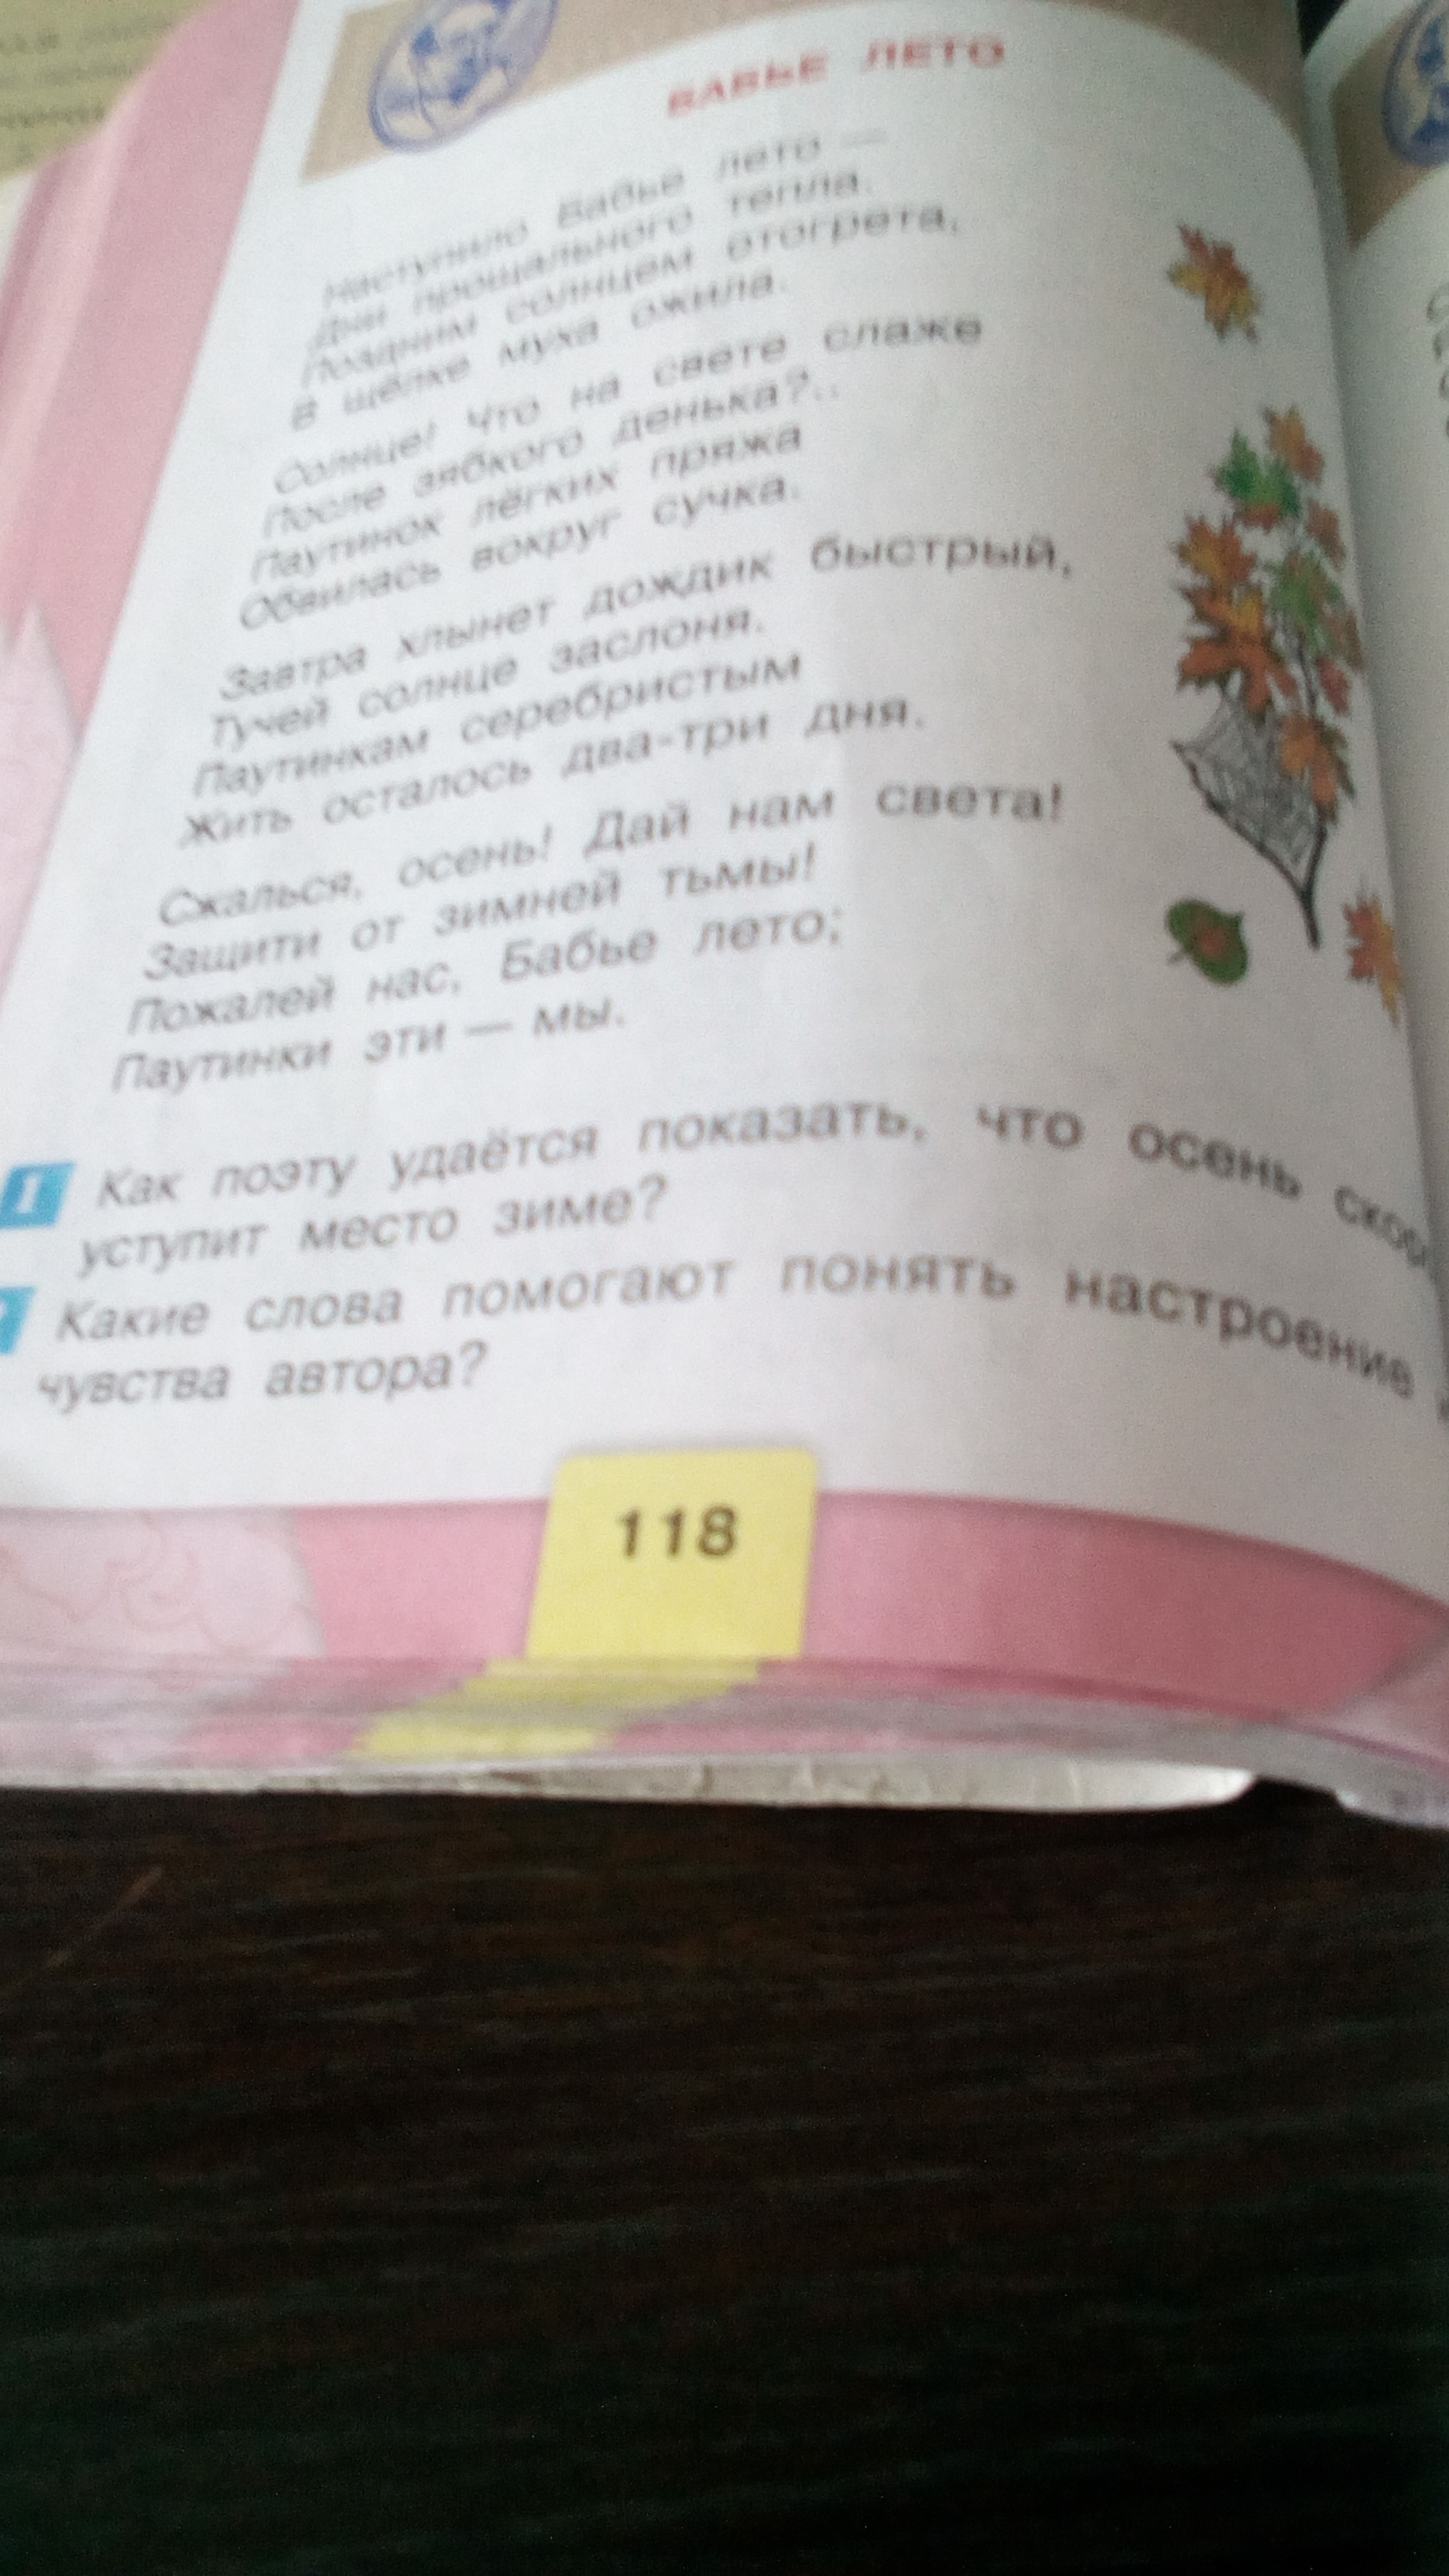 БАБЬЕ ЛЕТО
Наступило Бабье лето —
Дни прощального тепла.
Поздним солнцем отогрета,
В щёлке муха ожила.
Солнце! Что на свете слаже
После зябкого денька?..
Паутинок лёгких пряжа
Обвилась вокруг сучка.
Завтра хлынет дождик быстрый,
Тучей солнце заслоня.
Паутинкам серебристым
Жить осталось два-три дня.
Сжалься, осень! Дай нам света!
Защити от зимней тьмы!
Пожалей нас, Бабье лето;
Паутинки эти — мы.
1 Как поэту удаётся показать, что осень скоро
уступит место зиме?
Какие слова помогают понять настроение
чувства автора?
118